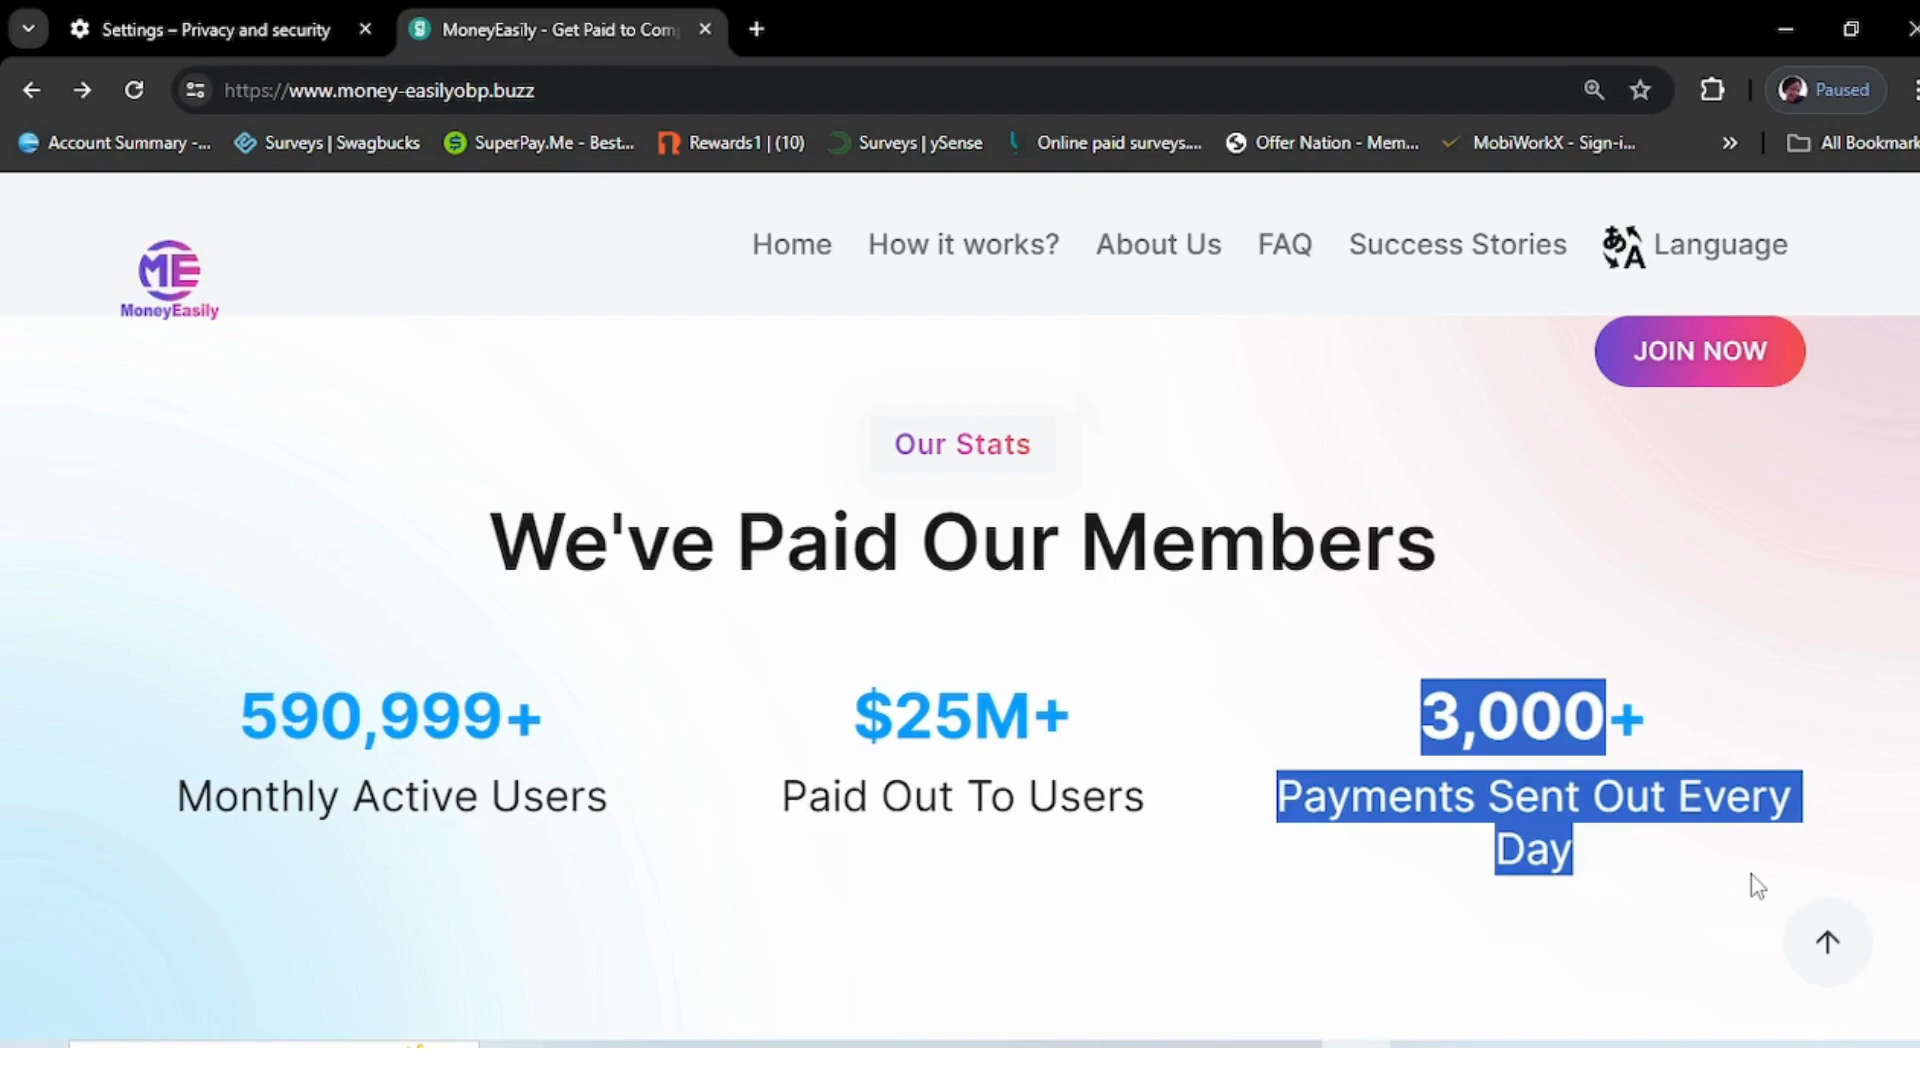 Settings – Privacy and security
MoneyEasily - Get Paid to Com
https://www.money-easilyobp.buzz
Paused
Account Summary -...
Surveys | Swagbucks
SuperPay.Me - Best...
Rewards1 | (10)
Surveys | ySense
Online paid surveys....
Offer Nation - Mem...
MobiWorkX - Sign-i...
All Bookmark
ME
MoneyEasily
Home
How it works?
About Us
FAQ
Success Stories
あ A
Language
JOIN NOW
Our Stats
We've Paid Our Members
590,999+
Monthly Active Users
$25M+
Paid Out To Users
3,000+
Payments Sent Out Every
Day